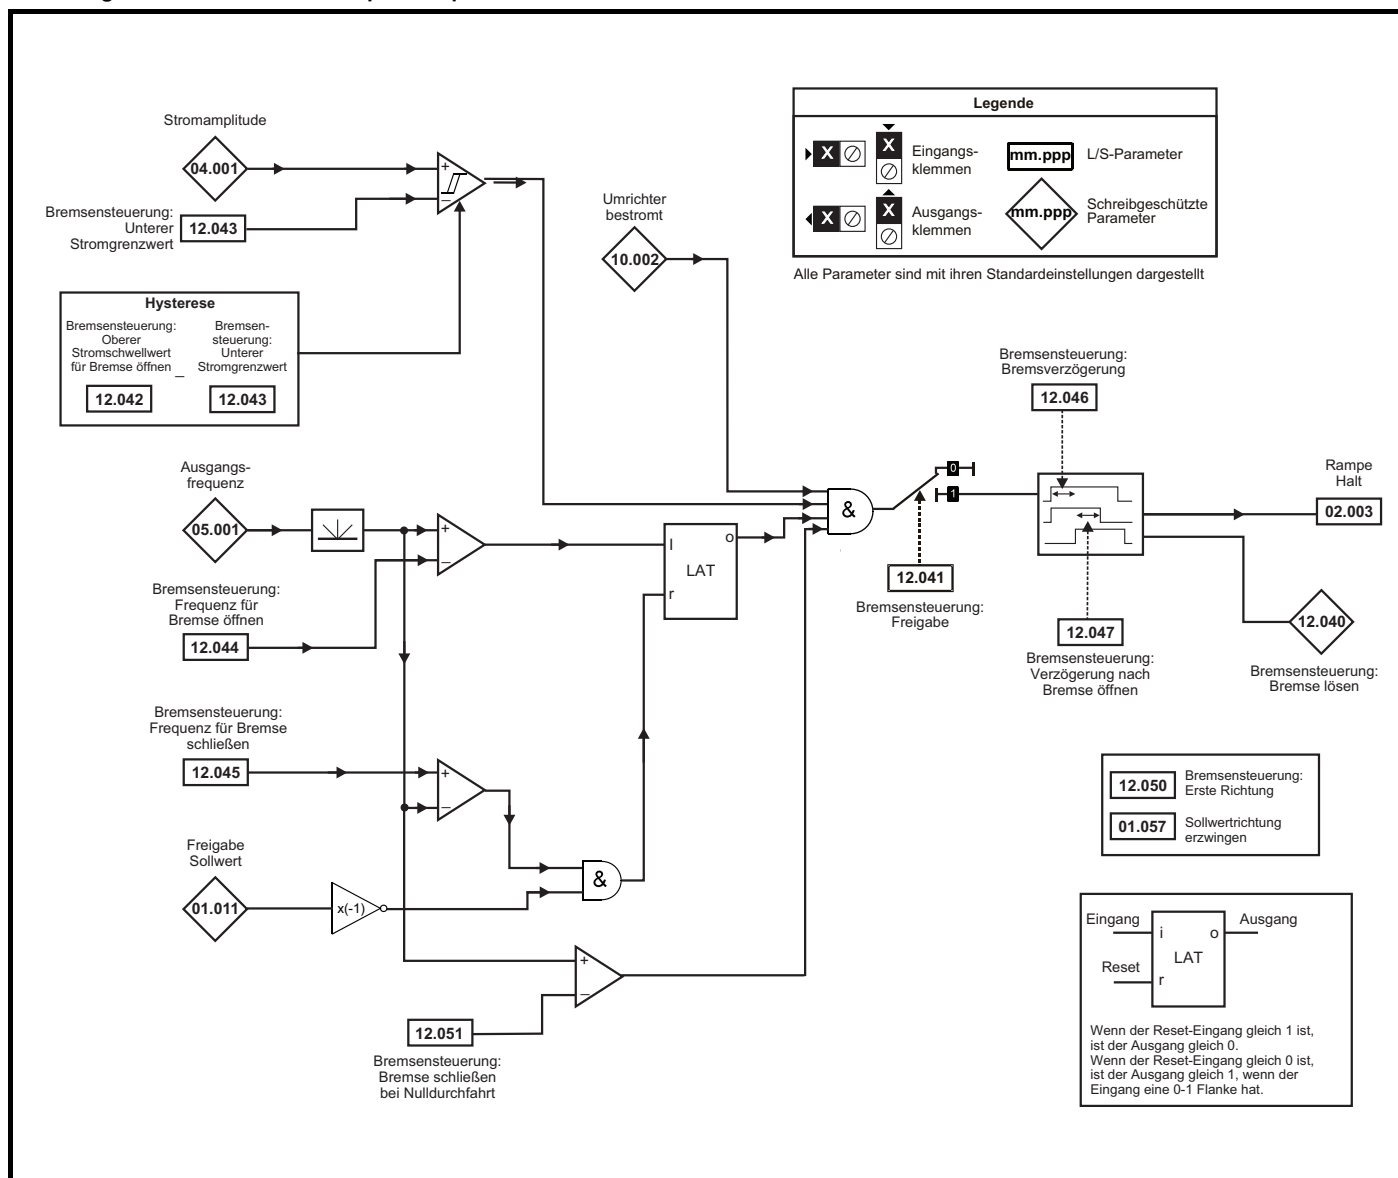 Stromamplitude
04.001
+
–
Bremsensteuerung:
Unterer
Stromgrenzwert
12.043
Hysterese
Bremsensteuerung:
Oberer
Stromschwellwert
für Bremse öffnen
–
Bremsen-
steuerung:
Unterer
Stromgrenzwert
12.042
12.043
Umrichter
bestromt
10.002
Legende
X
X
Eingangs-
klemmen
mm.ppp
L/S-Parameter
X
X
Ausgangs-
klemmen
mm.ppp
Schreibgeschützte
Parameter
Alle Parameter sind mit ihren Standardeinstellungen dargestellt
Ausgangs-
frequenz
05.001
+
–
Bremsensteuerung:
Frequenz für
Bremse öffnen
12.044
I
o
LAT
r
&
0
1
12.041
Bremsensteuerung:
Freigabe
Bremsensteuerung:
Bremsverzögerung
12.046
12.047
Bremsensteuerung:
Verzögerung nach
Bremse öffnen
Rampe
Halt
02.003
12.040
Bremsensteuerung:
Bremse lösen
Bremsensteuerung:
Frequenz für Bremse
schließen
12.045
+
–
Freigabe
Sollwert
01.011
x(-1)
&
+
–
12.051
Bremsensteuerung:
Bremse schließen
bei Nulldurchfahrt
12.050
Bremsensteuerung:
Erste Richtung
01.057
Sollwertrichtung
erzwingen
Eingang
i
o
Ausgang
LAT
Reset
r
Wenn der Reset-Eingang gleich 1 ist,
ist der Ausgang gleich 0.
Wenn der Reset-Eingang gleich 0 ist,
ist der Ausgang gleich 1, wenn der
Eingang eine 0-1 Flanke hat.